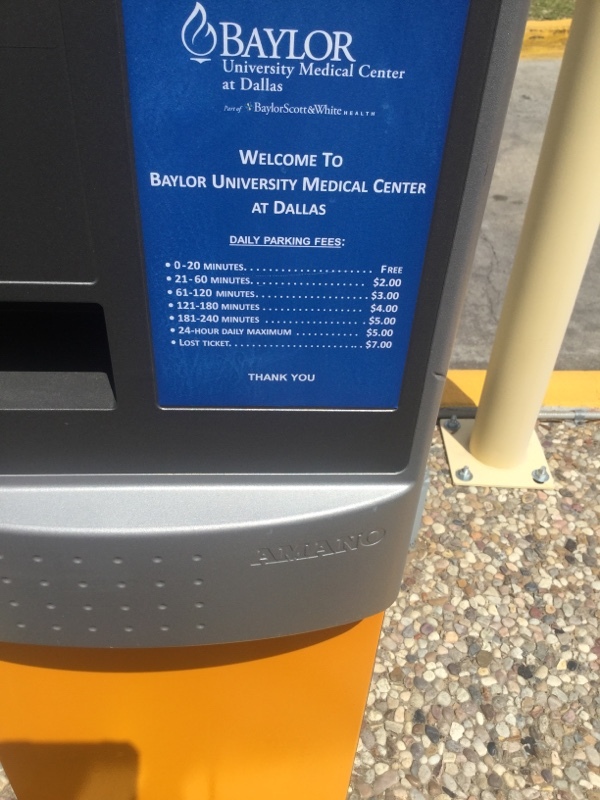 BAYLOR
University Medical Center
at Dallas
Part of BaylorScott&White HEALTH
WELCOME TO
BAYLOR UNIVERSITY MEDICAL CENTER
AT DALLAS
DAILY PARKING FEES:
• 0-20 MINUTES. . . . . . . . . . . . . . . . . . . . . FREE
• 21-60 MINUTES. . . . . . . . . . . . . . . . . . . . $2.00
• 61-120 MINUTES. . . . . . . . . . . . . . . . . . . $3.00
• 121-180 MINUTES . . . . . . . . . . . . . . . . . . $4.00
• 181-240 MINUTES . . . . . . . . . . . . . . . . . $5.00
• 24-HOUR DAILY MAXIMUM . . . . . . . . . . . $5.00
• LOST TICKET. . . . . . . . . . . . . . . . . . . . . . . $7.00
THANK YOU
AMANO